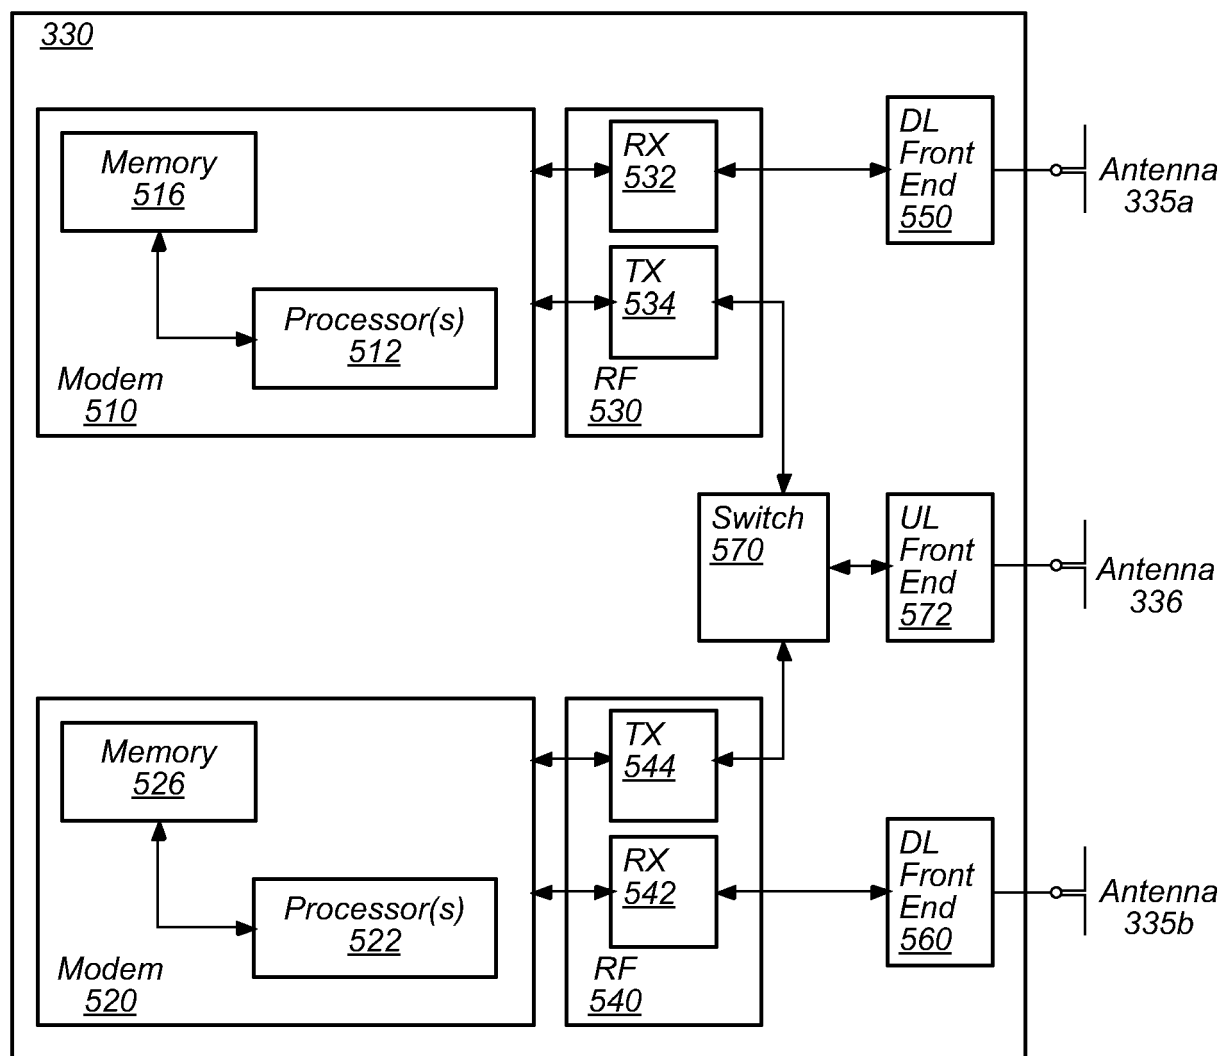 330
Memory
516
Processor(s)
512
Modem
510
RX
532
TX
534
RF
530
DL
Front
End
550
Antenna
335a
Switch
570
UL
Front
End
572
Antenna
336
Memory
526
Processor(s)
522
Modem
520
TX
544
RX
542
RF
540
DL
Front
End
560
Antenna
335b